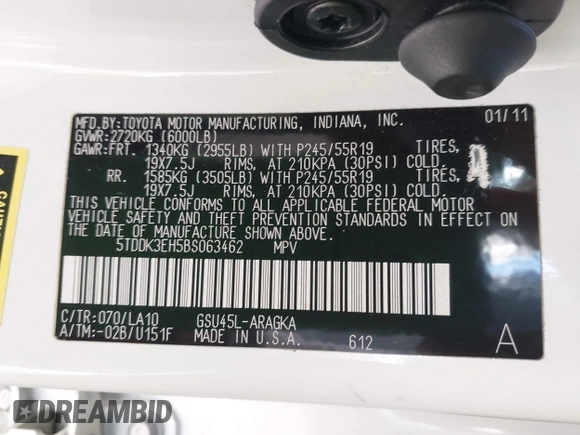 MFD.BY:TOYOTA MOTOR MANUFACTURING, INDIANA, INC. 01/11
GVWR:2720KG (6000LB)
GAWR:FRT. 1340KG (2955LB) WITH P245/55R19 TIRES,
19X7.5J RIMS, AT 210KPA (30PSI) COLD.
RR. 1585KG (3505LB) WITH P245/55R19 TIRES,
19X7.5J RIMS, AT 210KPA (30PSI) COLD.
THIS VEHICLE CONFORMS TO ALL APPLICABLE FEDERAL MOTOR
VEHICLE SAFETY AND THEFT PREVENTION STANDARDS IN EFFECT ON
THE DATE OF MANUFACTURE SHOWN ABOVE.
5TDDK3EH5BS063462 MPV
C/TR:070/LA10 GSU45L-ARAGKA
A/TM:-02B/U151F MADE IN U.S.A. 612 A
DREAMBID